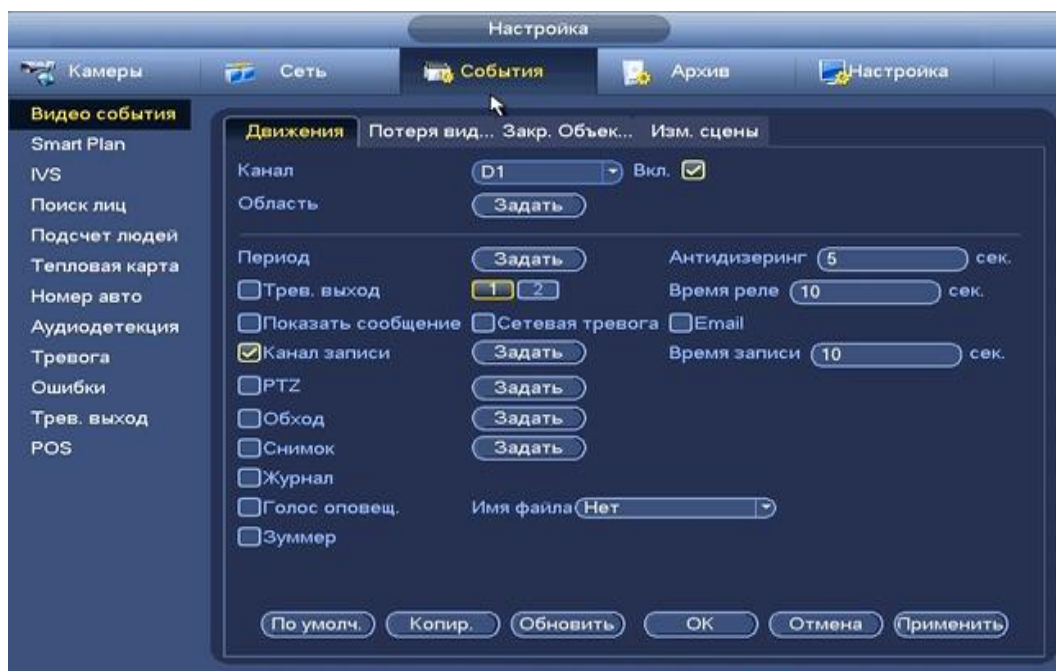 Настройка
Камеры Сеть События Архив Настройка
Видео события
Smart Plan
IVS
Поиск лиц
Подсчет людей
Тепловая карта
Номер авто
Аудиодетекция
Тревога
Ошибки
Трев. выход
POS
Движения Потеря вид... Закр. Объек... Изм. сцены
Канал D1 Вкл.
Область Задать
Период Задать Антидизеринг 5 сек.
Трев. выход 1 2 Время реле 10 сек.
Показать сообщение Сетевая тревога Email
Канал записи Задать Время записи 10 сек.
PTZ Задать
Обход Задать
Снимок Задать
Журнал
Голос оповещ. Имя файла Нет
Зуммер
По умолч. Копир. Обновить OK Отмена Применить